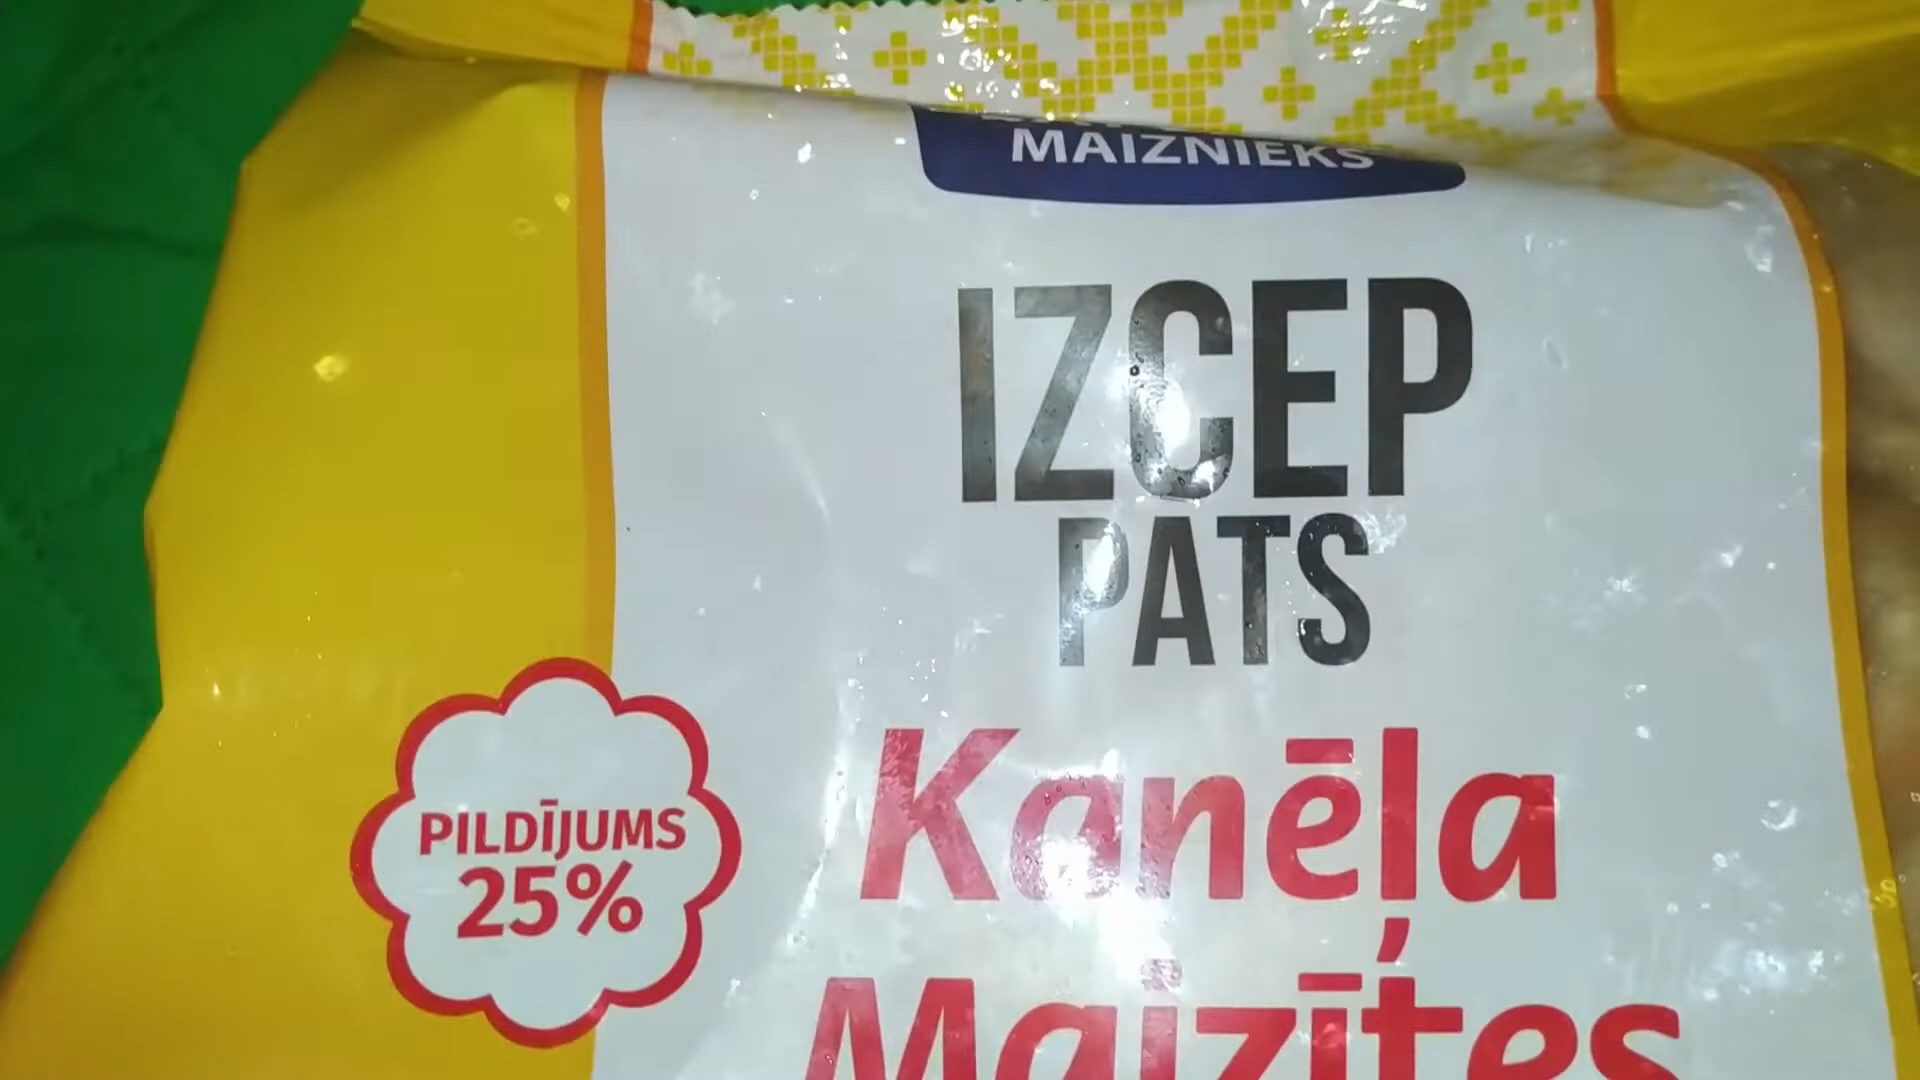 MAIZNIEKS
IZCEP
PATS
Kanēļa
Maizītes
PILDĪJUMS
25%